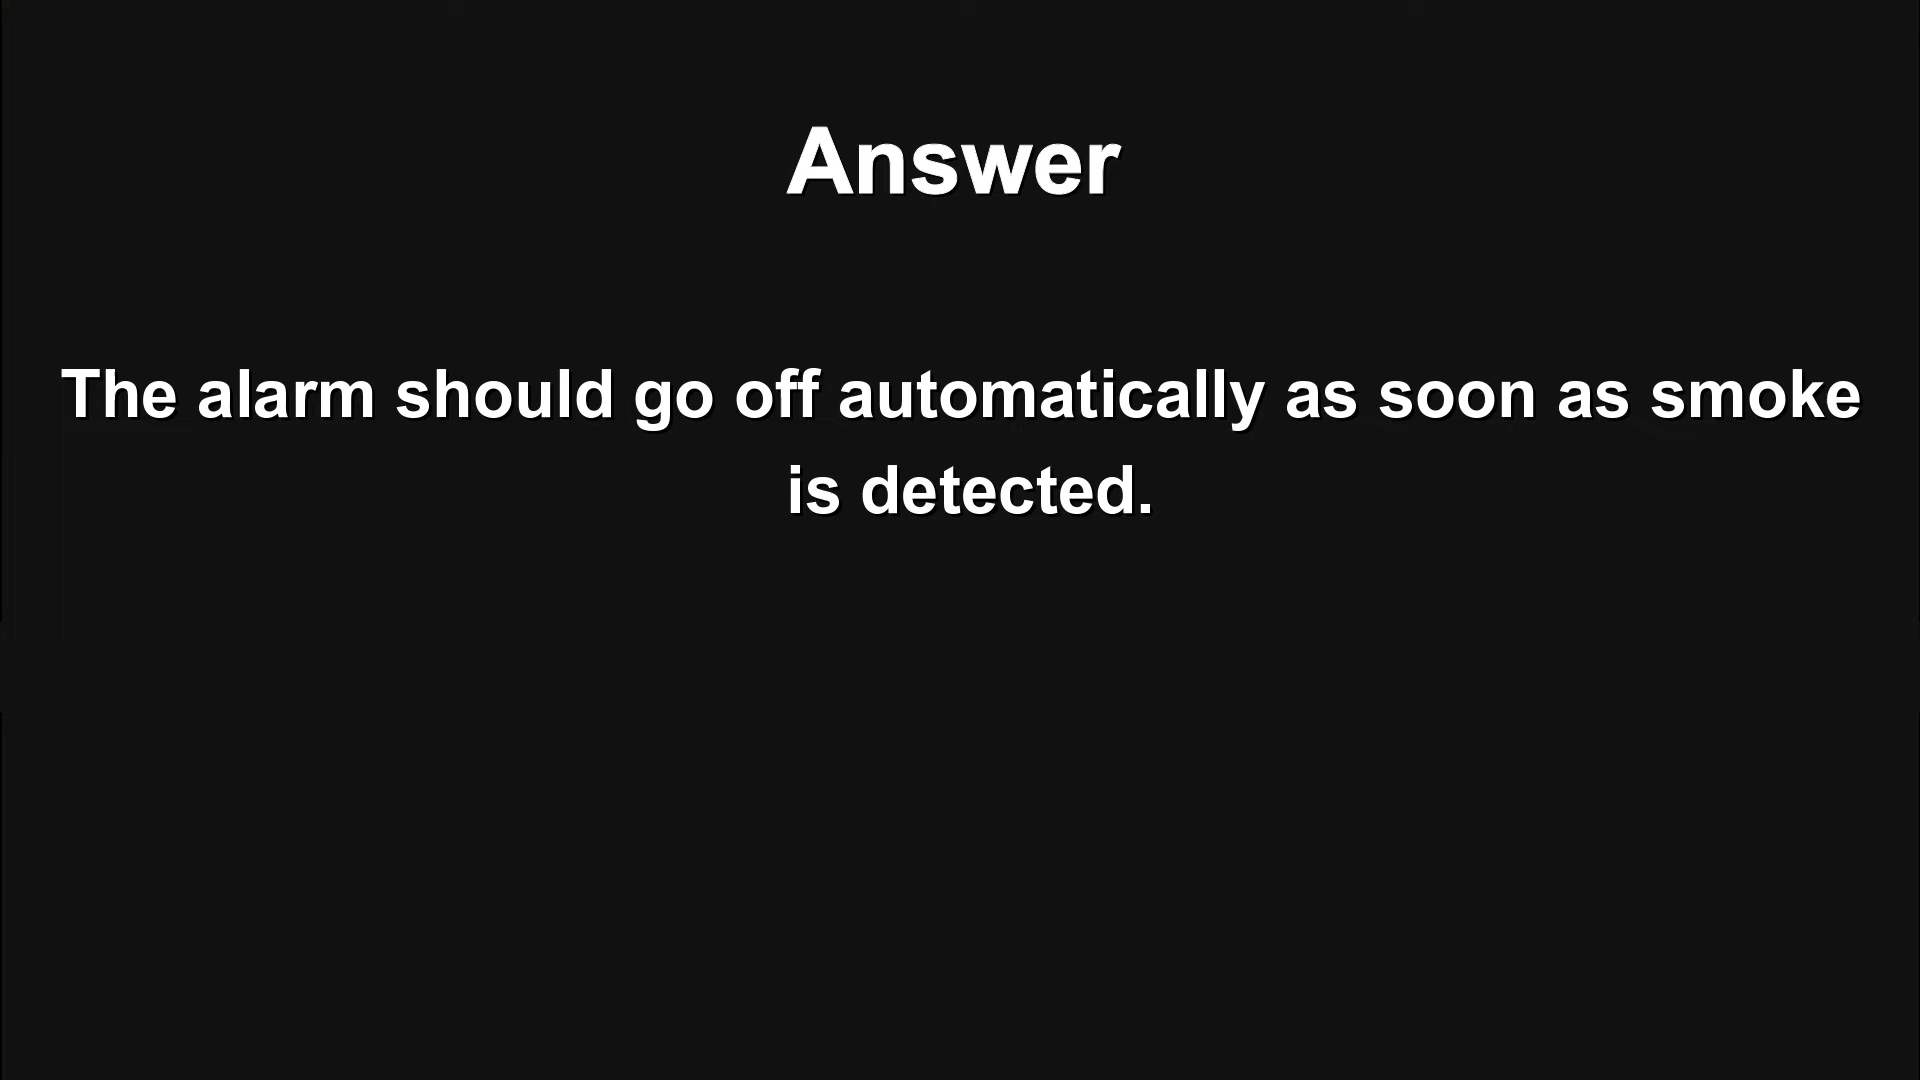 Answer
The alarm should go off automatically as soon as smoke
is detected.